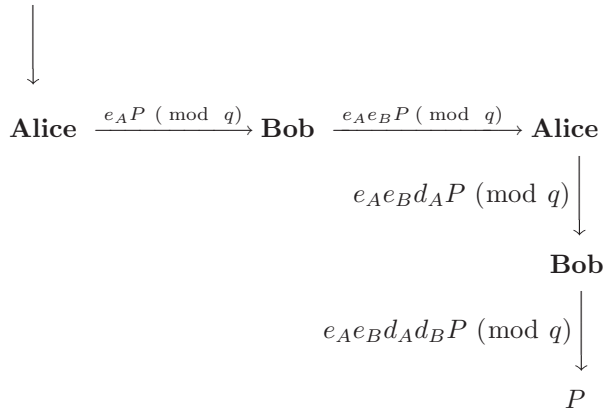 Alice e_A P ( mod q) Bob e_A e_B P ( mod q) Alice
e_A e_B d_A P (mod q)
Bob
e_A e_B d_A d_B P (mod q)
P